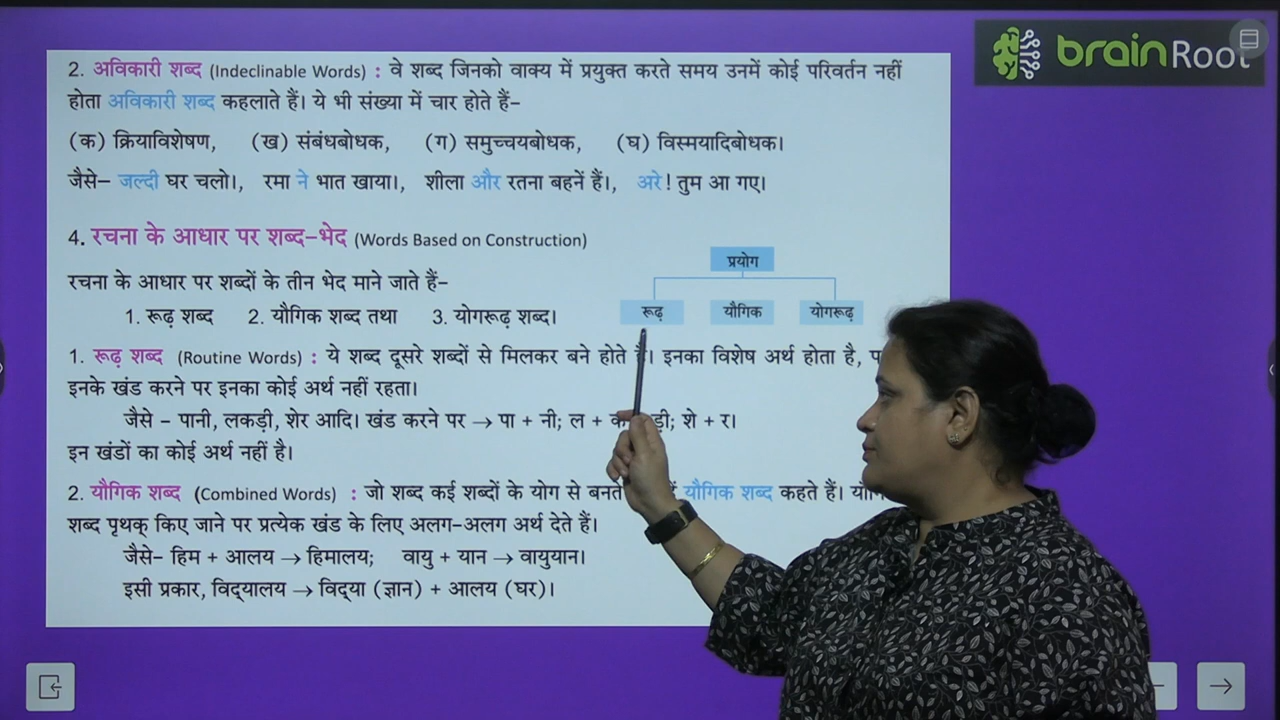 brainRoot
2. अविकारी शब्द (Indeclinable Words) : वे शब्द जिनको वाक्य में प्रयुक्त करते समय उनमें कोई परिवर्तन नहीं
होता अविकारी शब्द कहलाते हैं। ये भी संख्या में चार होते हैं–
(क) क्रियाविशेषण, (ख) संबंधबोधक, (ग) समुच्चयबोधक, (घ) विस्मयादिबोधक।
जैसे– जल्दी घर चलो।, रमा ने भात खाया।, शीला और रतना बहनें हैं।, अरे! तुम आ गए।
4. रचना के आधार पर शब्द-भेद (Words Based on Construction)
रचना के आधार पर शब्दों के तीन भेद माने जाते हैं–
1. रूढ़ शब्द 2. यौगिक शब्द तथा 3. योगरूढ़ शब्द।
प्रयोग
रूढ़ यौगिक योगरूढ़
1. रूढ़ शब्द (Routine Words) : ये शब्द दूसरे शब्दों से मिलकर बने होते। इनका विशेष अर्थ होता है,
इनके खंड करने पर इनका कोई अर्थ नहीं रहता।
जैसे – पानी, लकड़ी, शेर आदि। खंड करने पर → पा + नी; ल + ड़ी; शे + र।
इन खंडों का कोई अर्थ नहीं है।
2. यौगिक शब्द (Combined Words) : जो शब्द कई शब्दों के योग से बनते यौगिक शब्द कहते हैं।
शब्द पृथक् किए जाने पर प्रत्येक खंड के लिए अलग-अलग अर्थ देते हैं।
जैसे– हिम + आलय → हिमालय; वायु + यान → वायुयान।
इसी प्रकार, विद्यालय → विद्या (ज्ञान) + आलय (घर)।